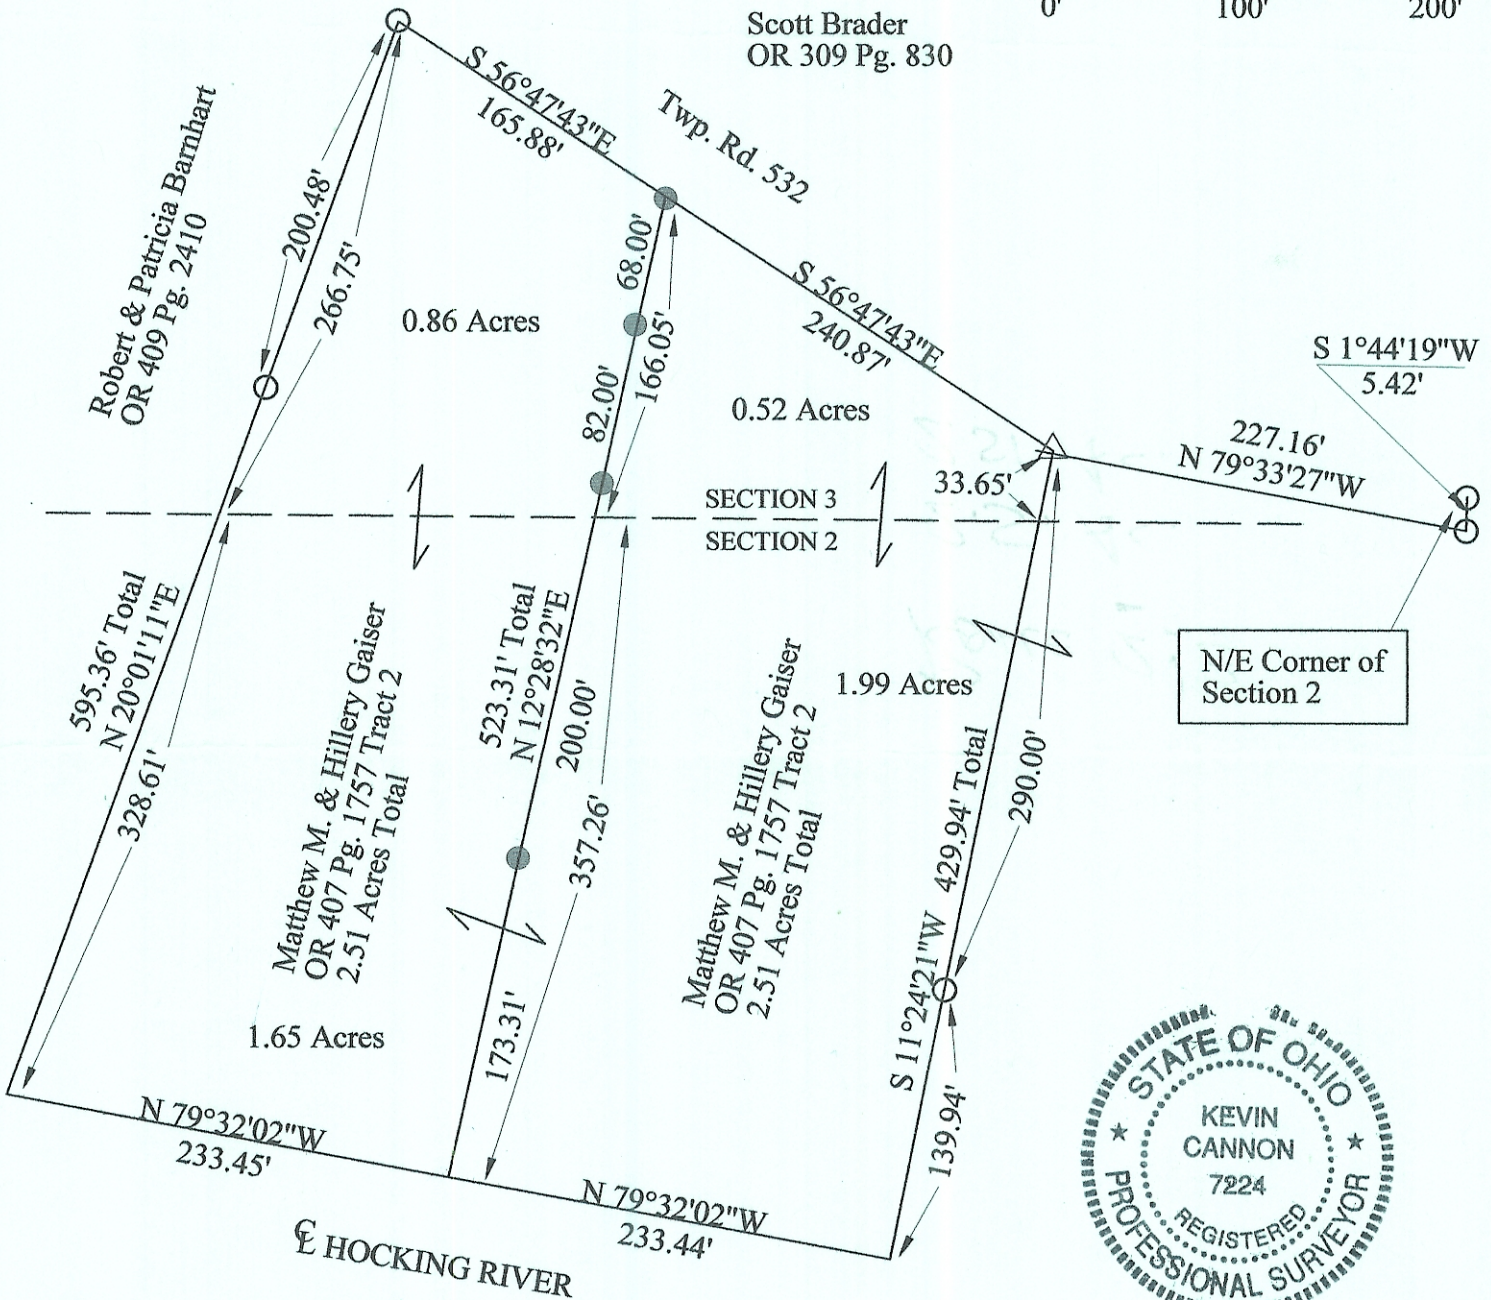 Scott Brader
OR 309 Pg. 830
0'
100'
200'
S 56°47'43"E
165.88'
Twp. Rd. 532
Robert & Patricia Barnhart
OR 409 Pg. 2410
200.48'
266.75'
68.00'
166.05'
82.00'
0.86 Acres
S 56°47'43"E
240.87'
0.52 Acres
S 1°44'19"W
5.42'
227.16'
N 79°33'27"W
33.65'
SECTION 3
SECTION 2
N/E Corner of
Section 2
595.36' Total
N 20°01'11"E
328.61'
Matthew M. & Hillery Gaiser
OR 407 Pg. 1757 Tract 2
2.51 Acres Total
1.65 Acres
523.31' Total
N 12°28'32"E
200.00'
357.26'
173.31'
Matthew M. & Hillery Gaiser
OR 407 Pg. 1757 Tract 2
2.51 Acres Total
1.99 Acres
S 11°24'21"W 429.94' Total
290.00'
139.94'
N 79°32'02"W
233.45'
N 79°32'02"W
233.44'
℄ HOCKING RIVER
STATE OF OHIO
KEVIN
CANNON
7224
REGISTERED
PROFESSIONAL SURVEYOR